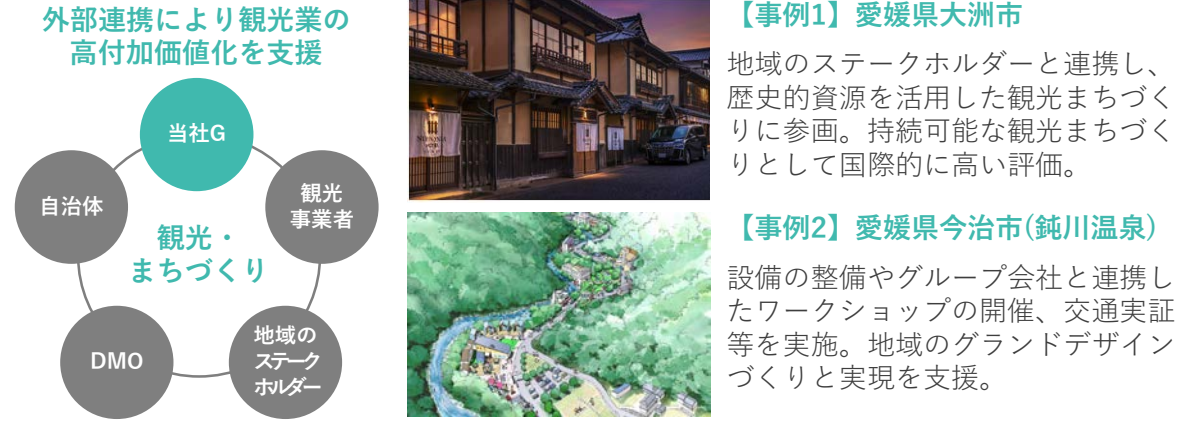 外部連携により観光業の
高付加価値化を支援
当社G
自治体
観光
事業者
観光・
まちづくり
DMO
地域の
ステーク
ホルダー
【事例1】愛媛県大洲市
地域のステークホルダーと連携し、
歴史的資源を活用した観光まちづく
りに参画。持続可能な観光まちづく
りとして国際的に高い評価。
【事例2】愛媛県今治市(鈍川温泉)
設備の整備やグループ会社と連携し
たワークショップの開催、交通実証
等を実施。地域のグランドデザイン
づくりと実現を支援。